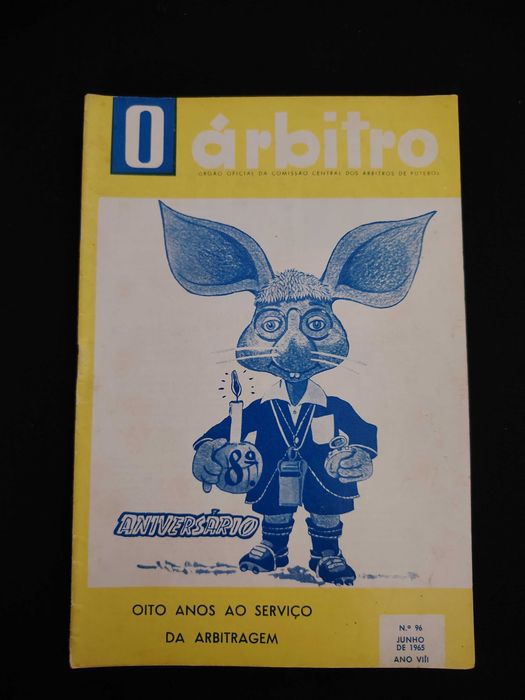 O árbitro
ORGÃO OFICIAL DA COMISSÃO CENTRAL DOS ÁRBITROS DE FUTEBOL
8º
ANIVERSÁRIO
OITO ANOS AO SERVIÇO
DA ARBITRAGEM
N.º 96
JUNHO
DE 1965
ANO VIII